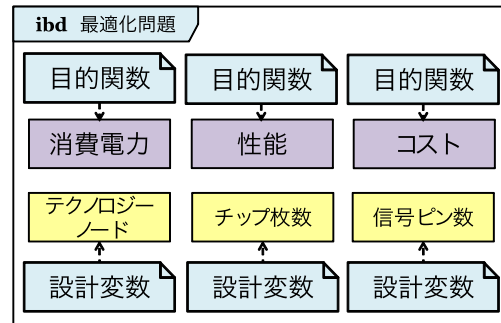 ibd 最適化問題
目的関数 目的関数 目的関数
消費電力 性能 コスト
テクノロジー
ノード
チップ枚数 信号ピン数
設計変数 設計変数 設計変数